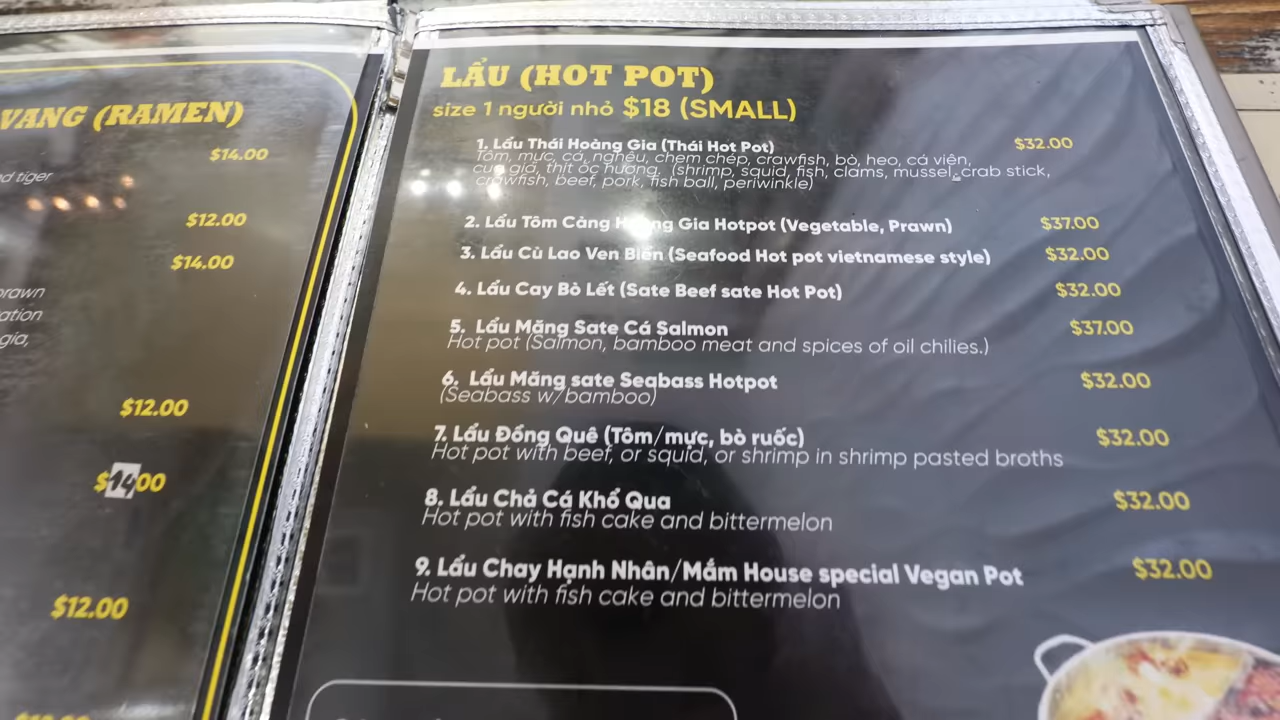 VANG (RAMEN)
$14.00
nd tiger
$12.00
$14.00
prawn
ation
gia,
$12.00
$14.00
$12.00
LẨU (HOT POT)
size 1 người nhỏ $18 (SMALL)
1. Lẩu Thái Hoàng Gia (Thái Hot Pot) $32.00
Tôm, mực, cá, nghêu, chem chép, crawfish, bò, heo, cá viên,
cua giả, thịt ốc hương, (shrimp, squid, fish, clams, mussel, crab stick,
crawfish, beef, pork, fish ball, periwinkle)
2. Lẩu Tôm Càng Hoàng Gia Hotpot (Vegetable, Prawn) $37.00
3. Lẩu Cù Lao Ven Biển (Seafood Hot pot vietnamese style) $32.00
4. Lẩu Cay Bò Lết (Sate Beef sate Hot Pot) $32.00
5. Lẩu Măng Sate Cá Salmon $37.00
Hot pot (Salmon, bamboo meat and spices of oil chilies.)
6. Lẩu Măng sate Seabass Hotpot $32.00
(Seabass w/bamboo)
7. Lẩu Đồng Quê (Tôm/mực, bò ruốc) $32.00
Hot pot with beef, or squid, or shrimp in shrimp pasted broths
8. Lẩu Chả Cá Khổ Qua $32.00
Hot pot with fish cake and bittermelon
9. Lẩu Chay Hạnh Nhân/Mắm House special Vegan Pot $32.00
Hot pot with fish cake and bittermelon